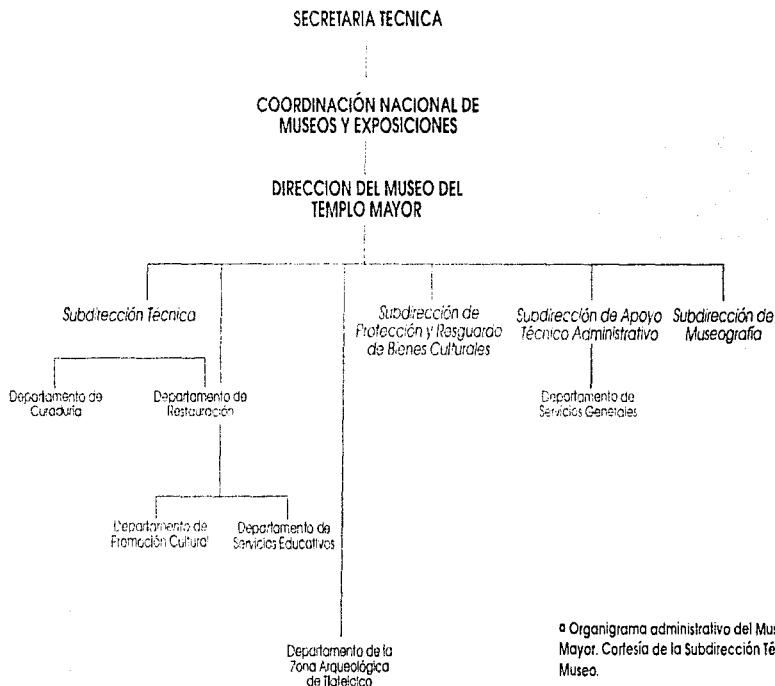 SECRETARIA TECNICA
COORDINACIÓN NACIONAL DE
MUSEOS Y EXPOSICIONES
DIRECCION DEL MUSEO DEL
TEMPLO MAYOR
Subdirección Técnica
Subdirección de
Protección y Resguardo
de Bienes Culturales
Subdirección de Apoyo
Técnico Administrativo
Subdirección de
Museografía
Departamento de
Curaduría
Departamento de
Restauración
Departamento de
Servicios Generales
Departamento de
Promoción Cultural
Departamento de
Servicios Educativos
Departamento de la
Zona Arqueológica
de Tlatelolco
Organigrama administrativo del Mus
Mayor. Cortesía de la Subdirección Té
Museo.